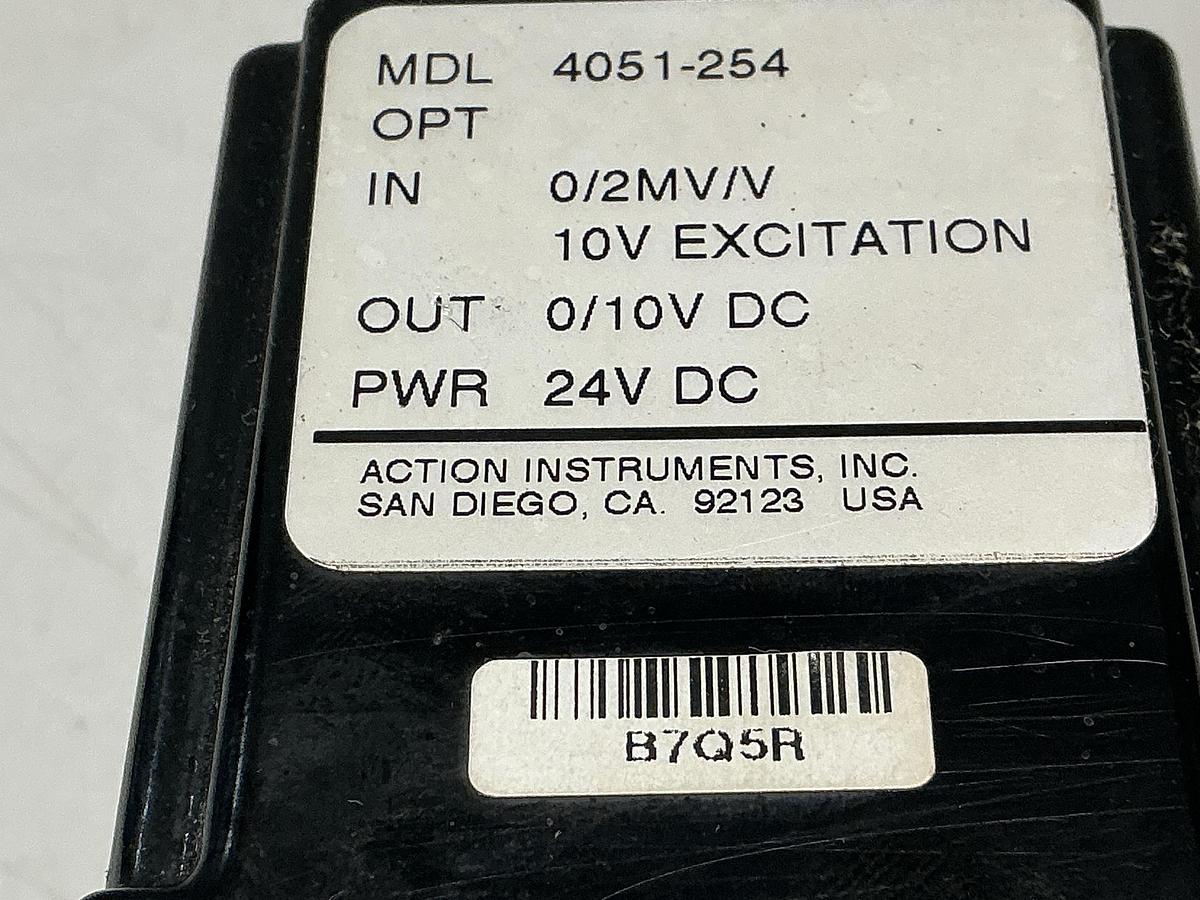 MDL 4051-254
OPT
IN 0/2MV/V
10V EXCITATION
OUT 0/10V DC
PWR 24V DC
ACTION INSTRUMENTS, INC.
SAN DIEGO, CA. 92123 USA
B7Q5R